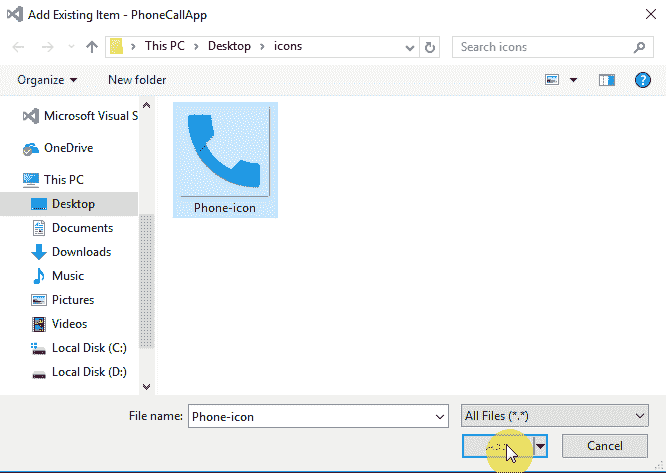 Add Existing Item - PhoneCallApp
This PC Desktop icons
Search icons
Organize New folder
?
Microsoft Visual S
OneDrive
This PC
Desktop
Documents
Downloads
Music
Pictures
Videos
Local Disk (C:)
Local Disk (D:)
Phone-icon
File name: Phone-icon All Files (*.*)
Cancel